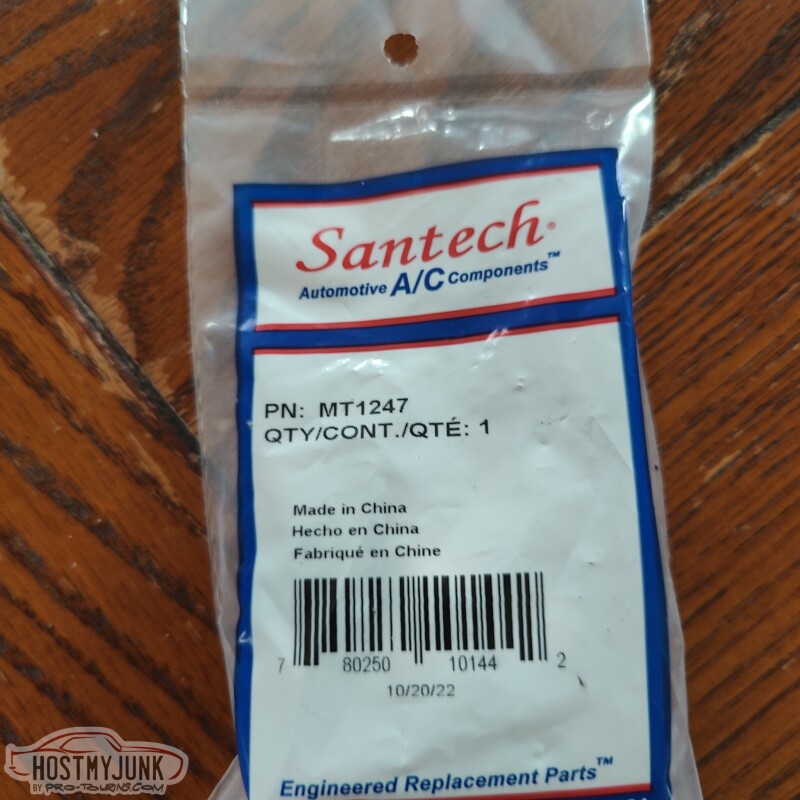 Santech®
Automotive A/C Components™
PN: MT1247
QTY/CONT./QTÉ: 1
Made in China
Hecho en China
Fabriqué en Chine
7 80250 10144 2
10/20/22
Engineered Replacement Parts™
HOSTMYJUNK
BY PRO-TOURING.COM